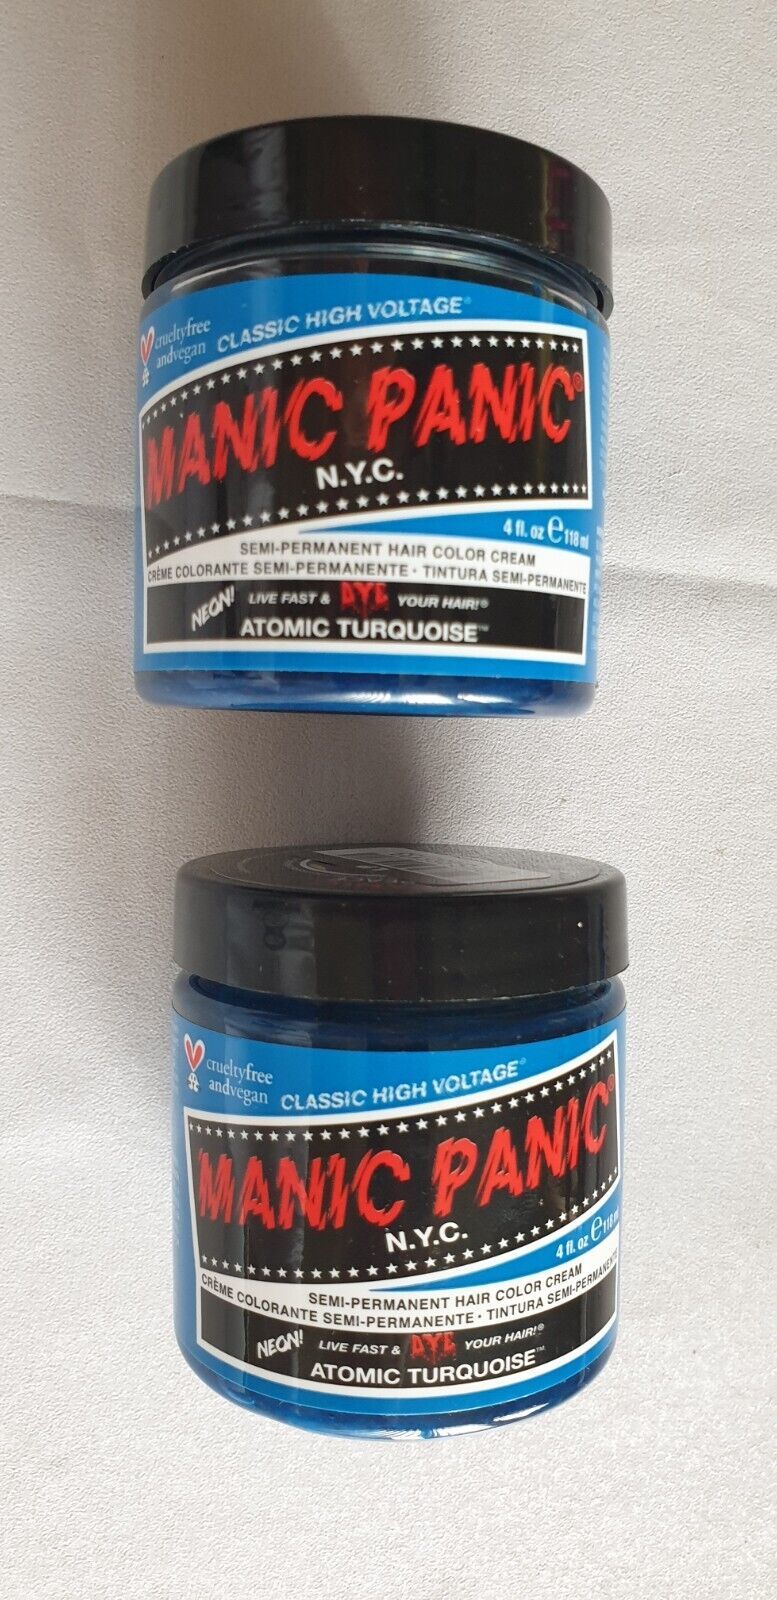 crueltyfree
andvegan
CLASSIC HIGH VOLTAGE®
MANIC PANIC®
N.Y.C.
4 fl. oz e 118 ml
SEMI-PERMANENT HAIR COLOR CREAM
CRÈME COLORANTE SEMI-PERMANENTE · TINTURA SEMI-PERMANENTE
NEON! LIVE FAST & DYE YOUR HAIR!®
ATOMIC TURQUOISE™
crueltyfree
andvegan
CLASSIC HIGH VOLTAGE®
MANIC PANIC®
N.Y.C.
4 fl. oz e 118 ml
SEMI-PERMANENT HAIR COLOR CREAM
CRÈME COLORANTE SEMI-PERMANENTE · TINTURA SEMI-PERMANENTE
NEON! LIVE FAST & DYE YOUR HAIR!®
ATOMIC TURQUOISE™